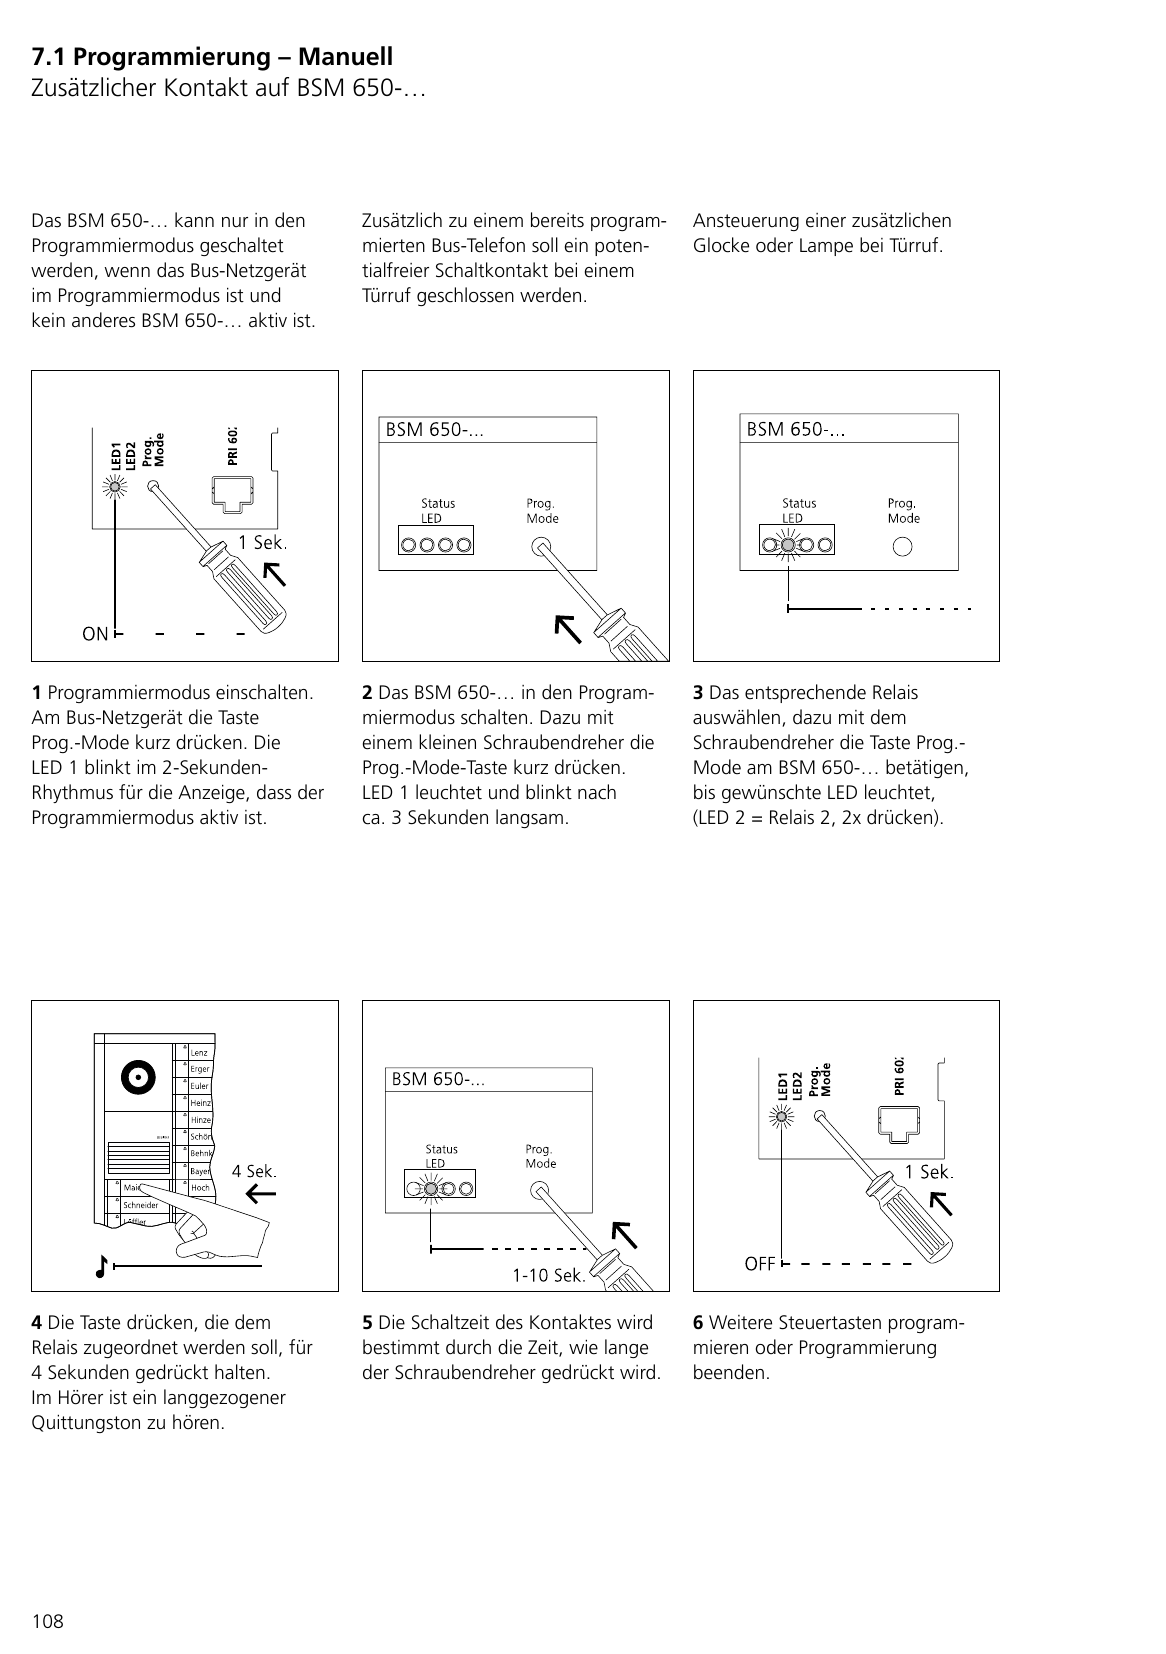 7.1 Programmierung – Manuell
Zusätzlicher Kontakt auf BSM 650-…
Das BSM 650-… kann nur in den
Programmiermodus geschaltet
werden, wenn das Bus-Netzgerät
im Programmiermodus ist und
kein anderes BSM 650-… aktiv ist.
Zusätzlich zu einem bereits program-
mierten Bus-Telefon soll ein poten-
tialfreier Schaltkontakt bei einem
Türruf geschlossen werden.
Ansteuerung einer zusätzlichen
Glocke oder Lampe bei Türruf.
LED1
LED2
Prog.
Mode
PRI 602
1 Sek.
ON
BSM 650-...
Status
LED
Prog.
Mode
BSM 650-...
Status
LED
Prog.
Mode
1 Programmiermodus einschalten.
Am Bus-Netzgerät die Taste
Prog.-Mode kurz drücken. Die
LED 1 blinkt im 2-Sekunden-
Rhythmus für die Anzeige, dass der
Programmiermodus aktiv ist.
2 Das BSM 650-… in den Program-
miermodus schalten. Dazu mit
einem kleinen Schraubendreher die
Prog.-Mode-Taste kurz drücken.
LED 1 leuchtet und blinkt nach
ca. 3 Sekunden langsam.
3 Das entsprechende Relais
auswählen, dazu mit dem
Schraubendreher die Taste Prog.-
Mode am BSM 650-… betätigen,
bis gewünschte LED leuchtet,
(LED 2 = Relais 2, 2x drücken).
Lenz
Erger
Euler
Heinz
Hinze
Schön
Behnk
Bayer
Hoch
Mai
Schneider
Löffler
4 Sek.
BSM 650-...
Status
LED
Prog.
Mode
1-10 Sek.
LED1
LED2
Prog.
Mode
PRI 602
1 Sek.
OFF
4 Die Taste drücken, die dem
Relais zugeordnet werden soll, für
4 Sekunden gedrückt halten.
Im Hörer ist ein langgezogener
Quittungston zu hören.
5 Die Schaltzeit des Kontaktes wird
bestimmt durch die Zeit, wie lange
der Schraubendreher gedrückt wird.
6 Weitere Steuertasten program-
mieren oder Programmierung
beenden.
108